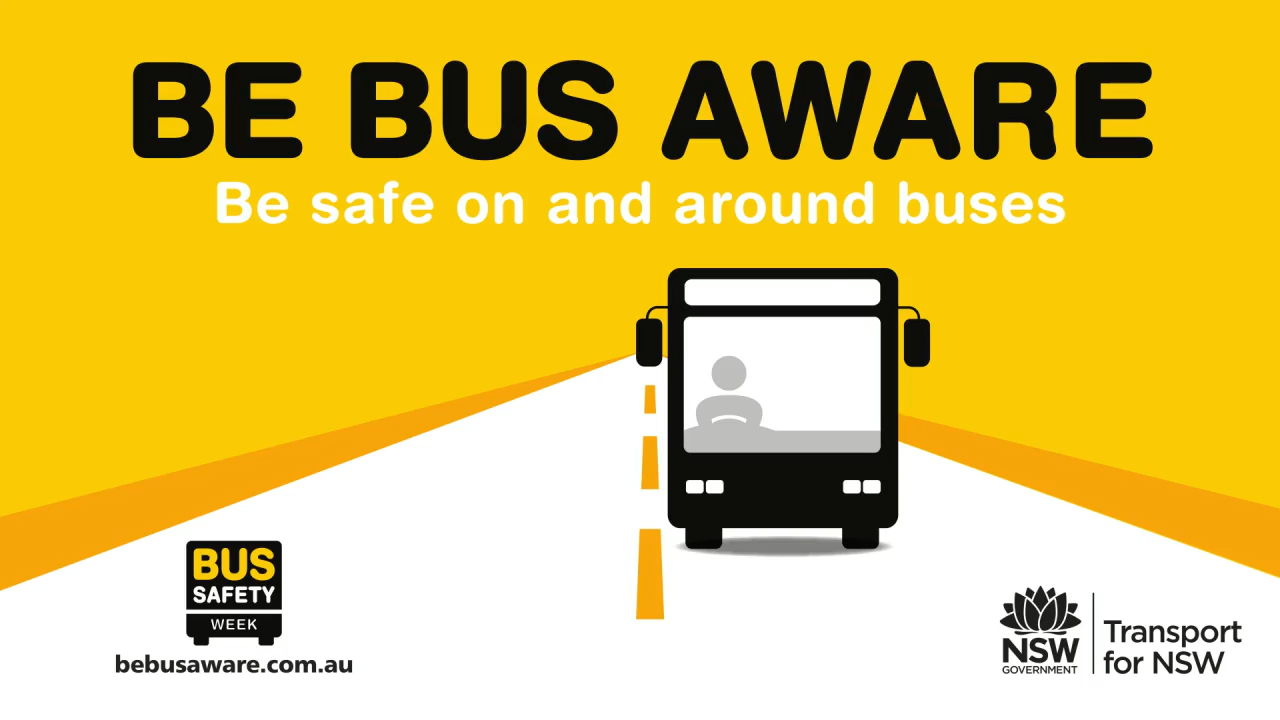 BE BUS AWARE
Be safe on and around buses
BUS
SAFETY
WEEK
bebusaware.com.au
NSW
GOVERNMENT
Transport
for NSW